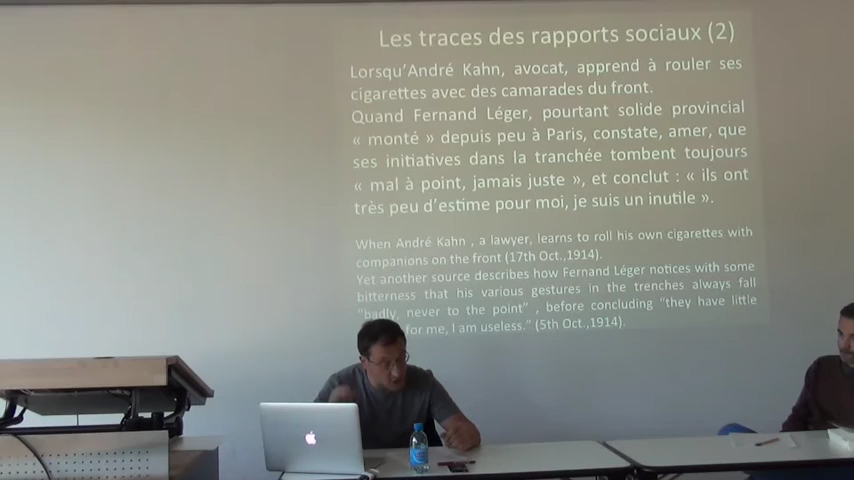 Les traces des rapports sociaux (2)
Lorsqu'André Kahn, avocat, apprend à rouler ses
cigarettes avec des camarades du front.
Quand Fernand Léger, pourtant solide provincial
« monté » depuis peu à Paris, constate, amer, que
ses initiatives dans la tranchée tombent toujours
« mal à point, jamais juste », et conclut : « ils ont
très peu d'estime pour moi, je suis un inutile ».
When André Kahn , a lawyer, learns to roll his own cigarettes with
companions on the front (17th Oct.,1914).
Yet another source describes how Fernand Léger notices with some
bitterness that his various gestures in the trenches always fall
"badly, never to the point" , before concluding "they have little
for me, I am useless." (5th Oct.,1914).